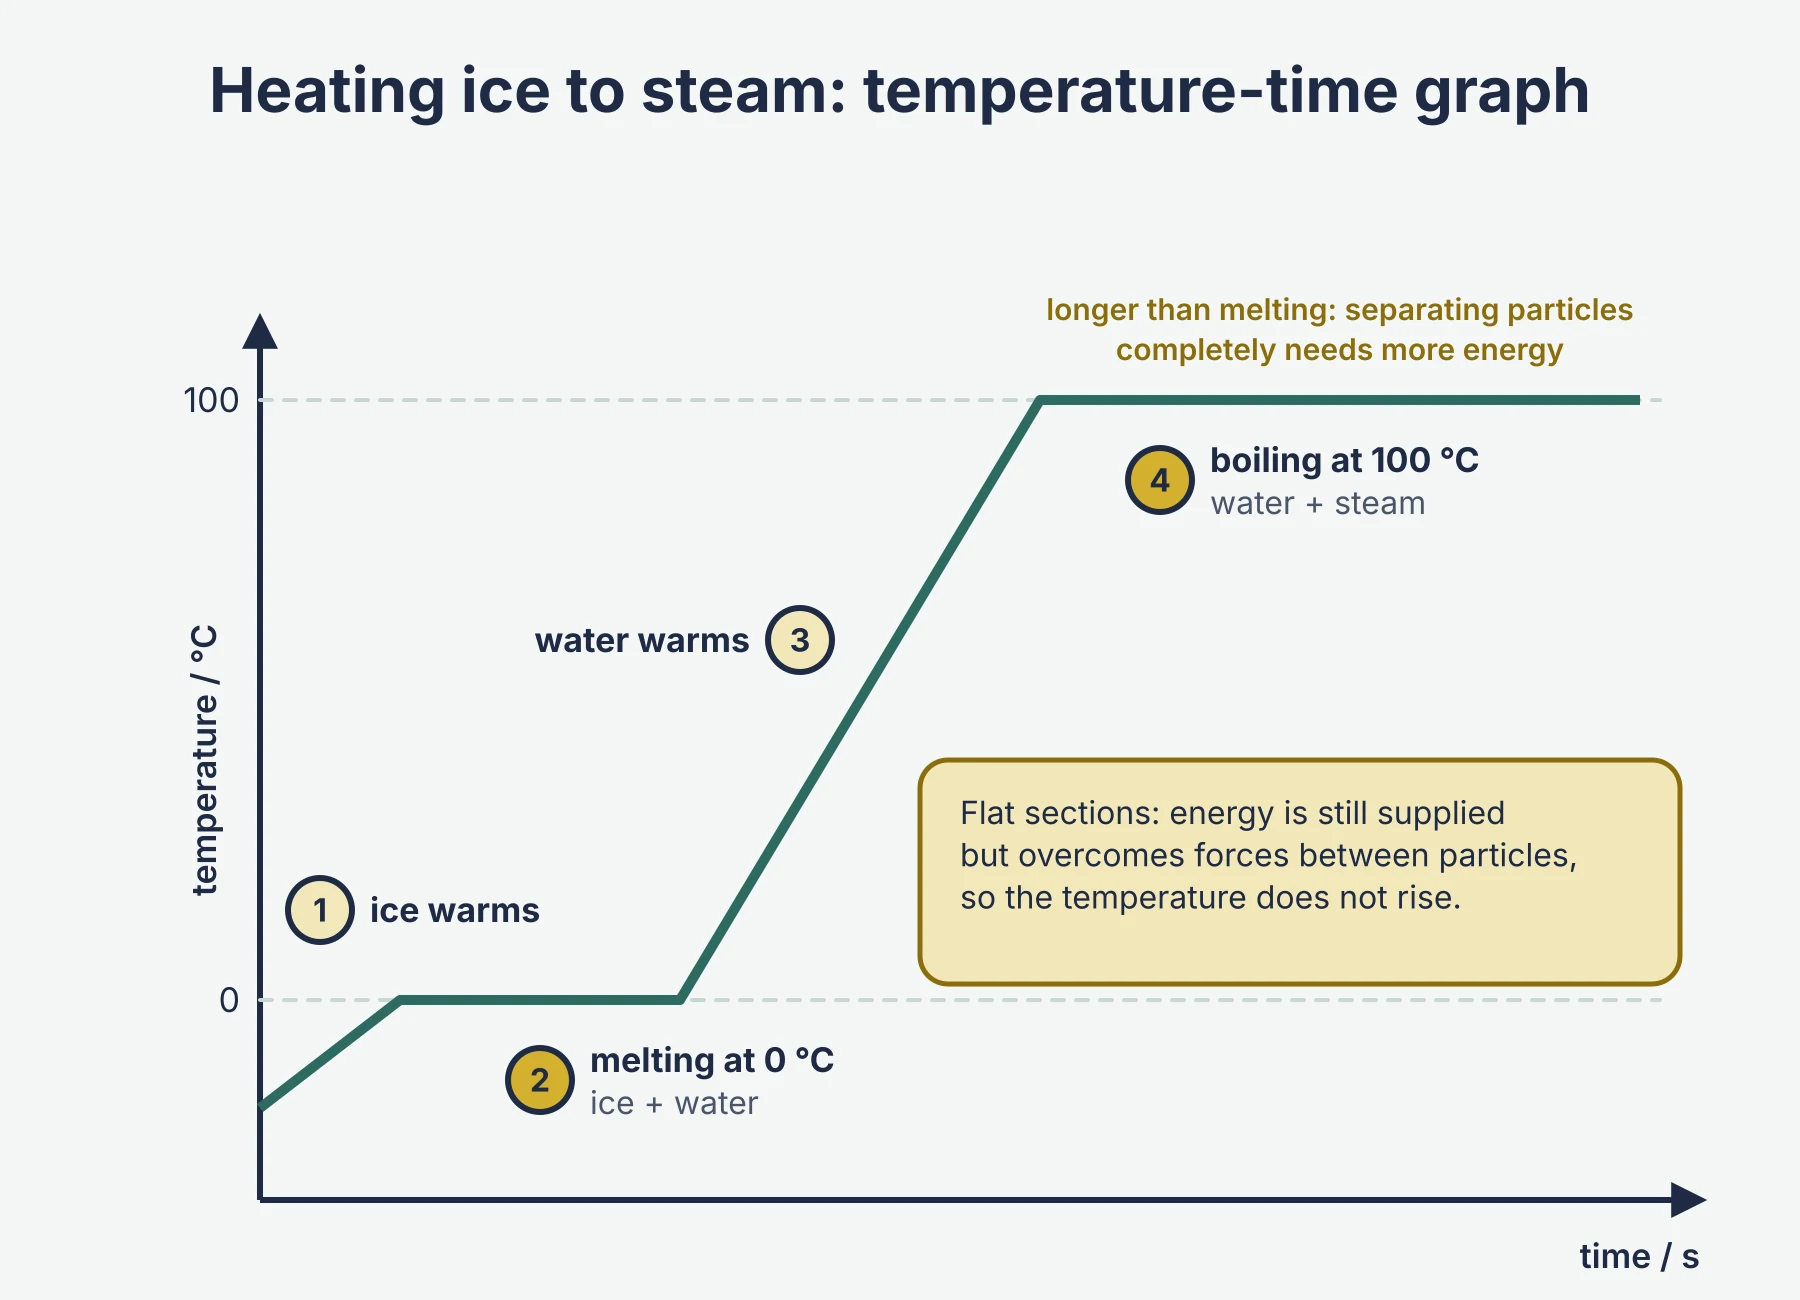 Heating ice to steam: temperature-time graph
longer than melting: separating particles
completely needs more energy
100
4
boiling at 100 °C
water + steam
water warms
3
temperature / °C
Flat sections: energy is still supplied
but overcomes forces between particles,
so the temperature does not rise.
1
ice warms
0
2
melting at 0 °C
ice + water
time / s